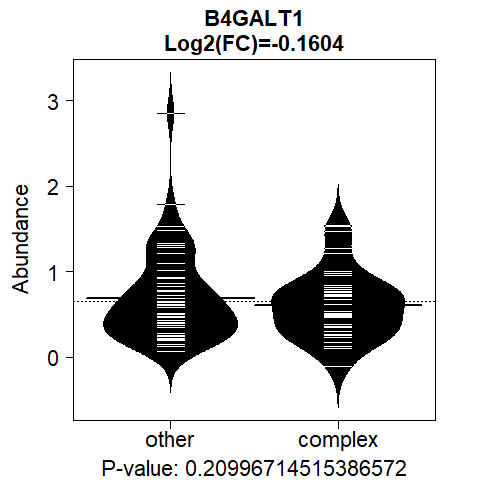 B4GALT1
Log2(FC)=-0.1604
Abundance
3
2
1
0
other complex
P-value: 0.20996714515386572